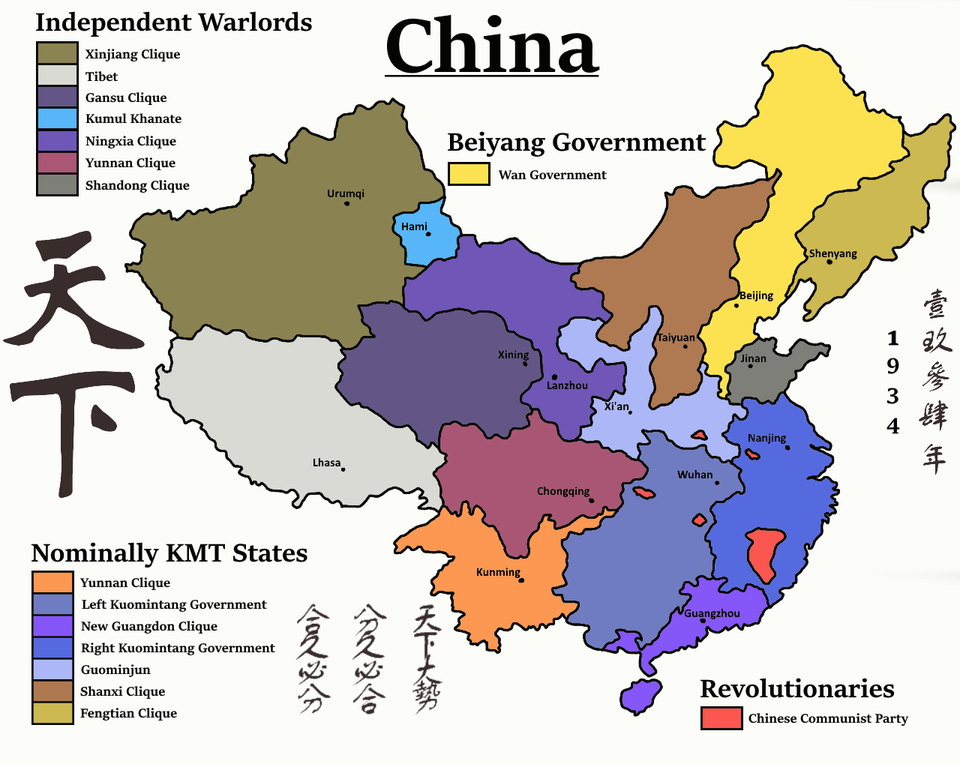 China
Independent Warlords
Xinjiang Clique
Tibet
Gansu Clique
Kumul Khanate
Ningxia Clique
Yunnan Clique
Shandong Clique
Beiyang Government
Wan Government
天下
Urumqi
Hami
Shenyang
Beijing
Taiyuan
Jinan
Xining
Lanzhou
Xi'an
Nanjing
Lhasa
Wuhan
Chongqing
Kunming
Guangzhou
1934
壹玖參肆年
Nominally KMT States
Yunnan Clique
Left Kuomintang Government
New Guangdon Clique
Right Kuomintang Government
Guominjun
Shanxi Clique
Fengtian Clique
天下大勢
分久必合
合久必分
Revolutionaries
Chinese Communist Party